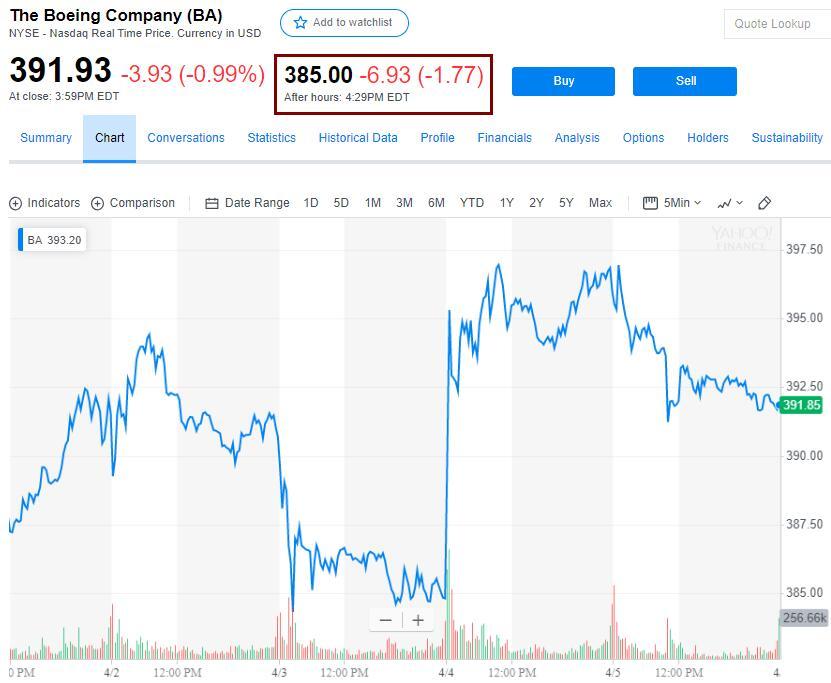 The Boeing Company (BA)
NYSE - Nasdaq Real Time Price. Currency in USD
Add to watchlist
Quote Lookup
391.93 -3.93 (-0.99%)
At close: 3:59PM EDT
385.00 -6.93 (-1.77)
After hours: 4:29PM EDT
Buy
Sell
Summary Chart Conversations Statistics Historical Data Profile Financials Analysis Options Holders Sustainability
Indicators Comparison Date Range 1D 5D 1M 3M 6M YTD 1Y 2Y 5Y Max 5Min
BA 393.20
YAHOO!
FINANCE
397.50
395.00
392.50
391.85
390.00
387.50
385.00
256.66k
0 PM 4/2 12:00 PM 4/3 12:00 PM 4/4 12:00 PM 4/5 12:00 PM 4.